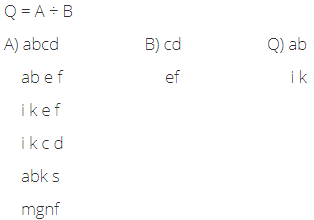 Q = A ÷ B
A) abcd B) cd Q) ab
ab e f ef i k
i k e f
i k c d
abk s
mgnf